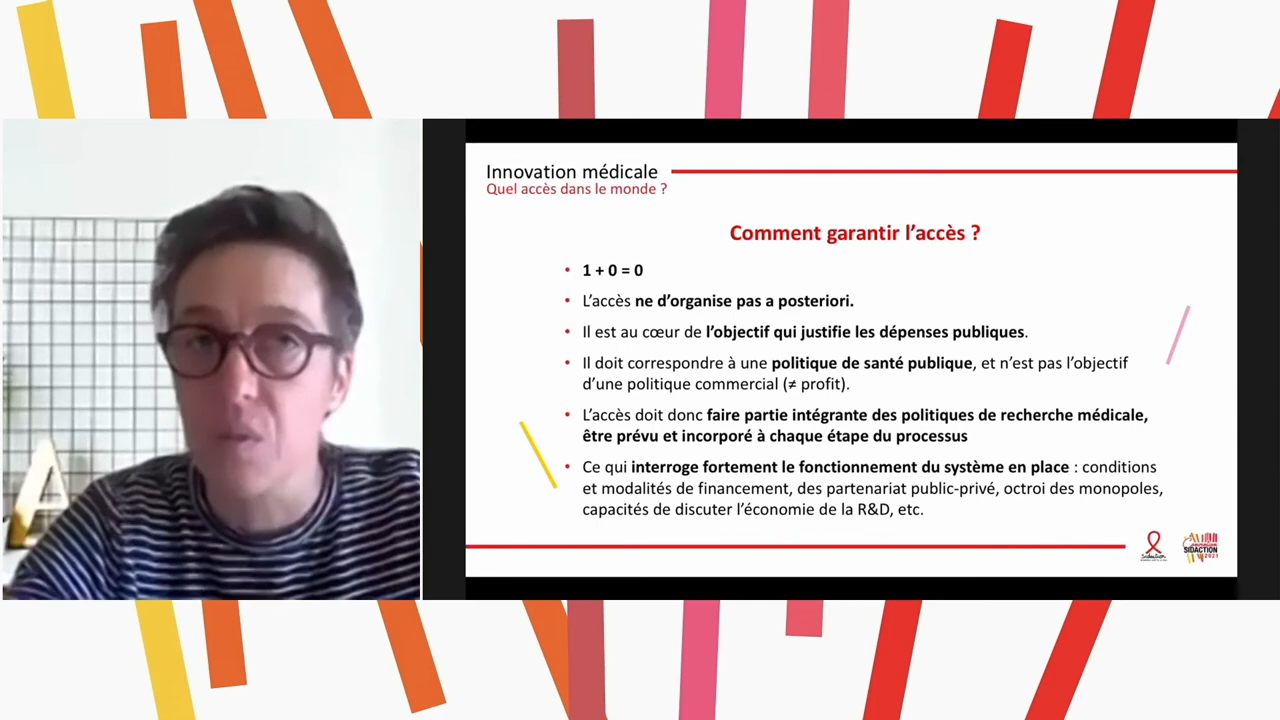 Innovation médicale
Quel accès dans le monde ?
Comment garantir l’accès ?
• 1 + 0 = 0
• L’accès ne d’organise pas a posteriori.
• Il est au cœur de l’objectif qui justifie les dépenses publiques.
• Il doit correspondre à une politique de santé publique, et n’est pas l’objectif
d’une politique commercial (≠ profit).
• L’accès doit donc faire partie intégrante des politiques de recherche médicale,
être prévu et incorporé à chaque étape du processus
• Ce qui interroge fortement le fonctionnement du système en place : conditions
et modalités de financement, des partenariat public-privé, octroi des monopoles,
capacités de discuter l’économie de la R&D, etc.
Sidaction
SIDACTION
2021
A